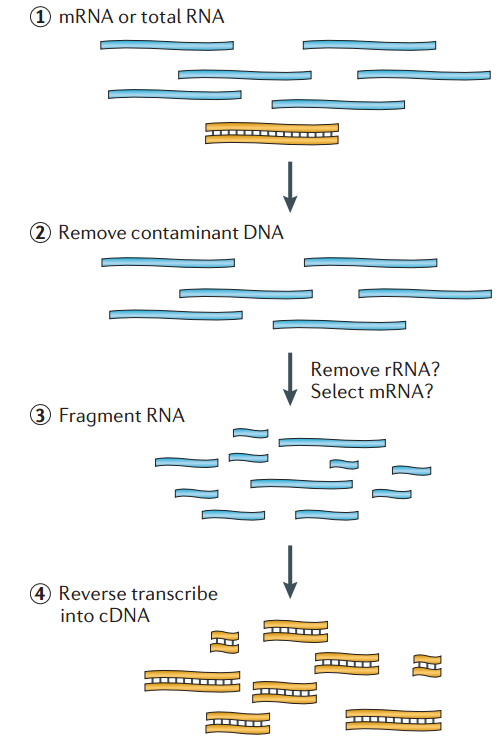 ① mRNA or total RNA
② Remove contaminant DNA
Remove rRNA?
Select mRNA?
③ Fragment RNA
④ Reverse transcribe
into cDNA